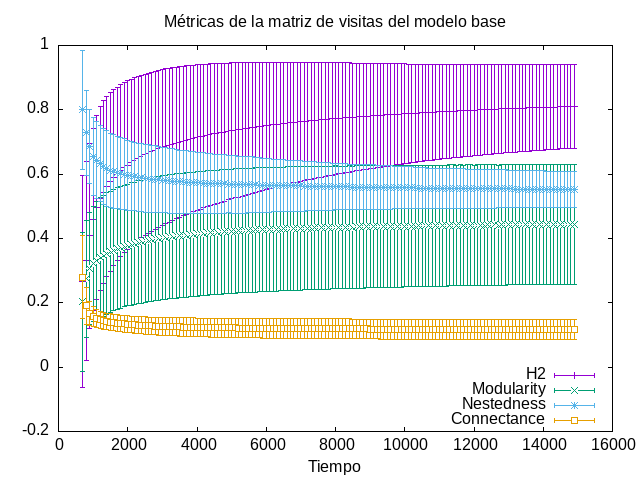 Métricas de la matriz de visitas del modelo base
1
0.8
0.6
0.4
0.2
0
-0.2
0 2000 4000 6000 8000 10000 12000 14000 16000
Tiempo
H2
Modularity
Nestedness
Connectance